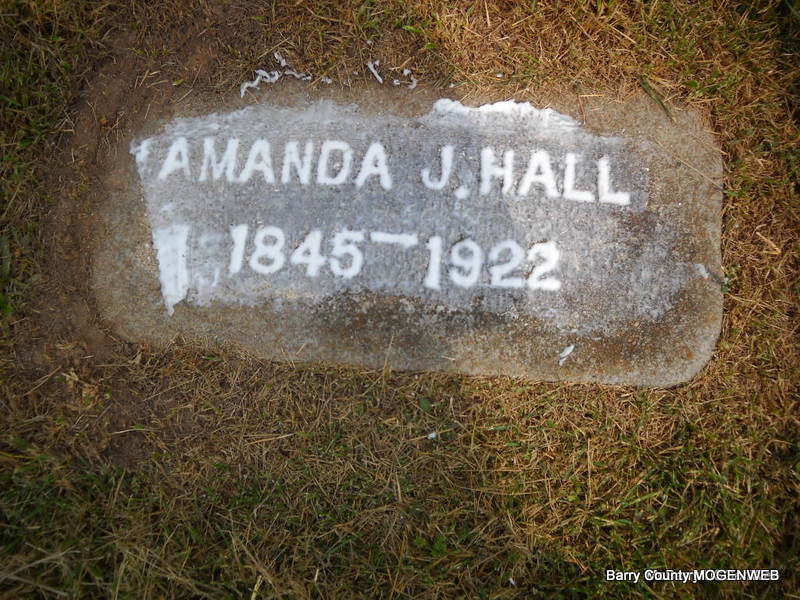 AMANDA J. HALL
1845–1922
Barry County MOGENWEB